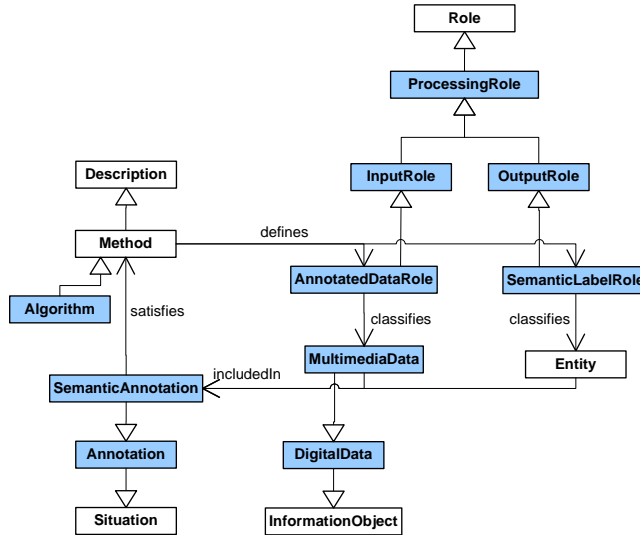 Role
ProcessingRole
Description
InputRole
OutputRole
Method
defines
AnnotatedDataRole
SemanticLabelRole
Algorithm
satisfies
classifies
classifies
MultimediaData
Entity
SemanticAnnotation
includedIn
Annotation
DigitalData
Situation
InformationObject